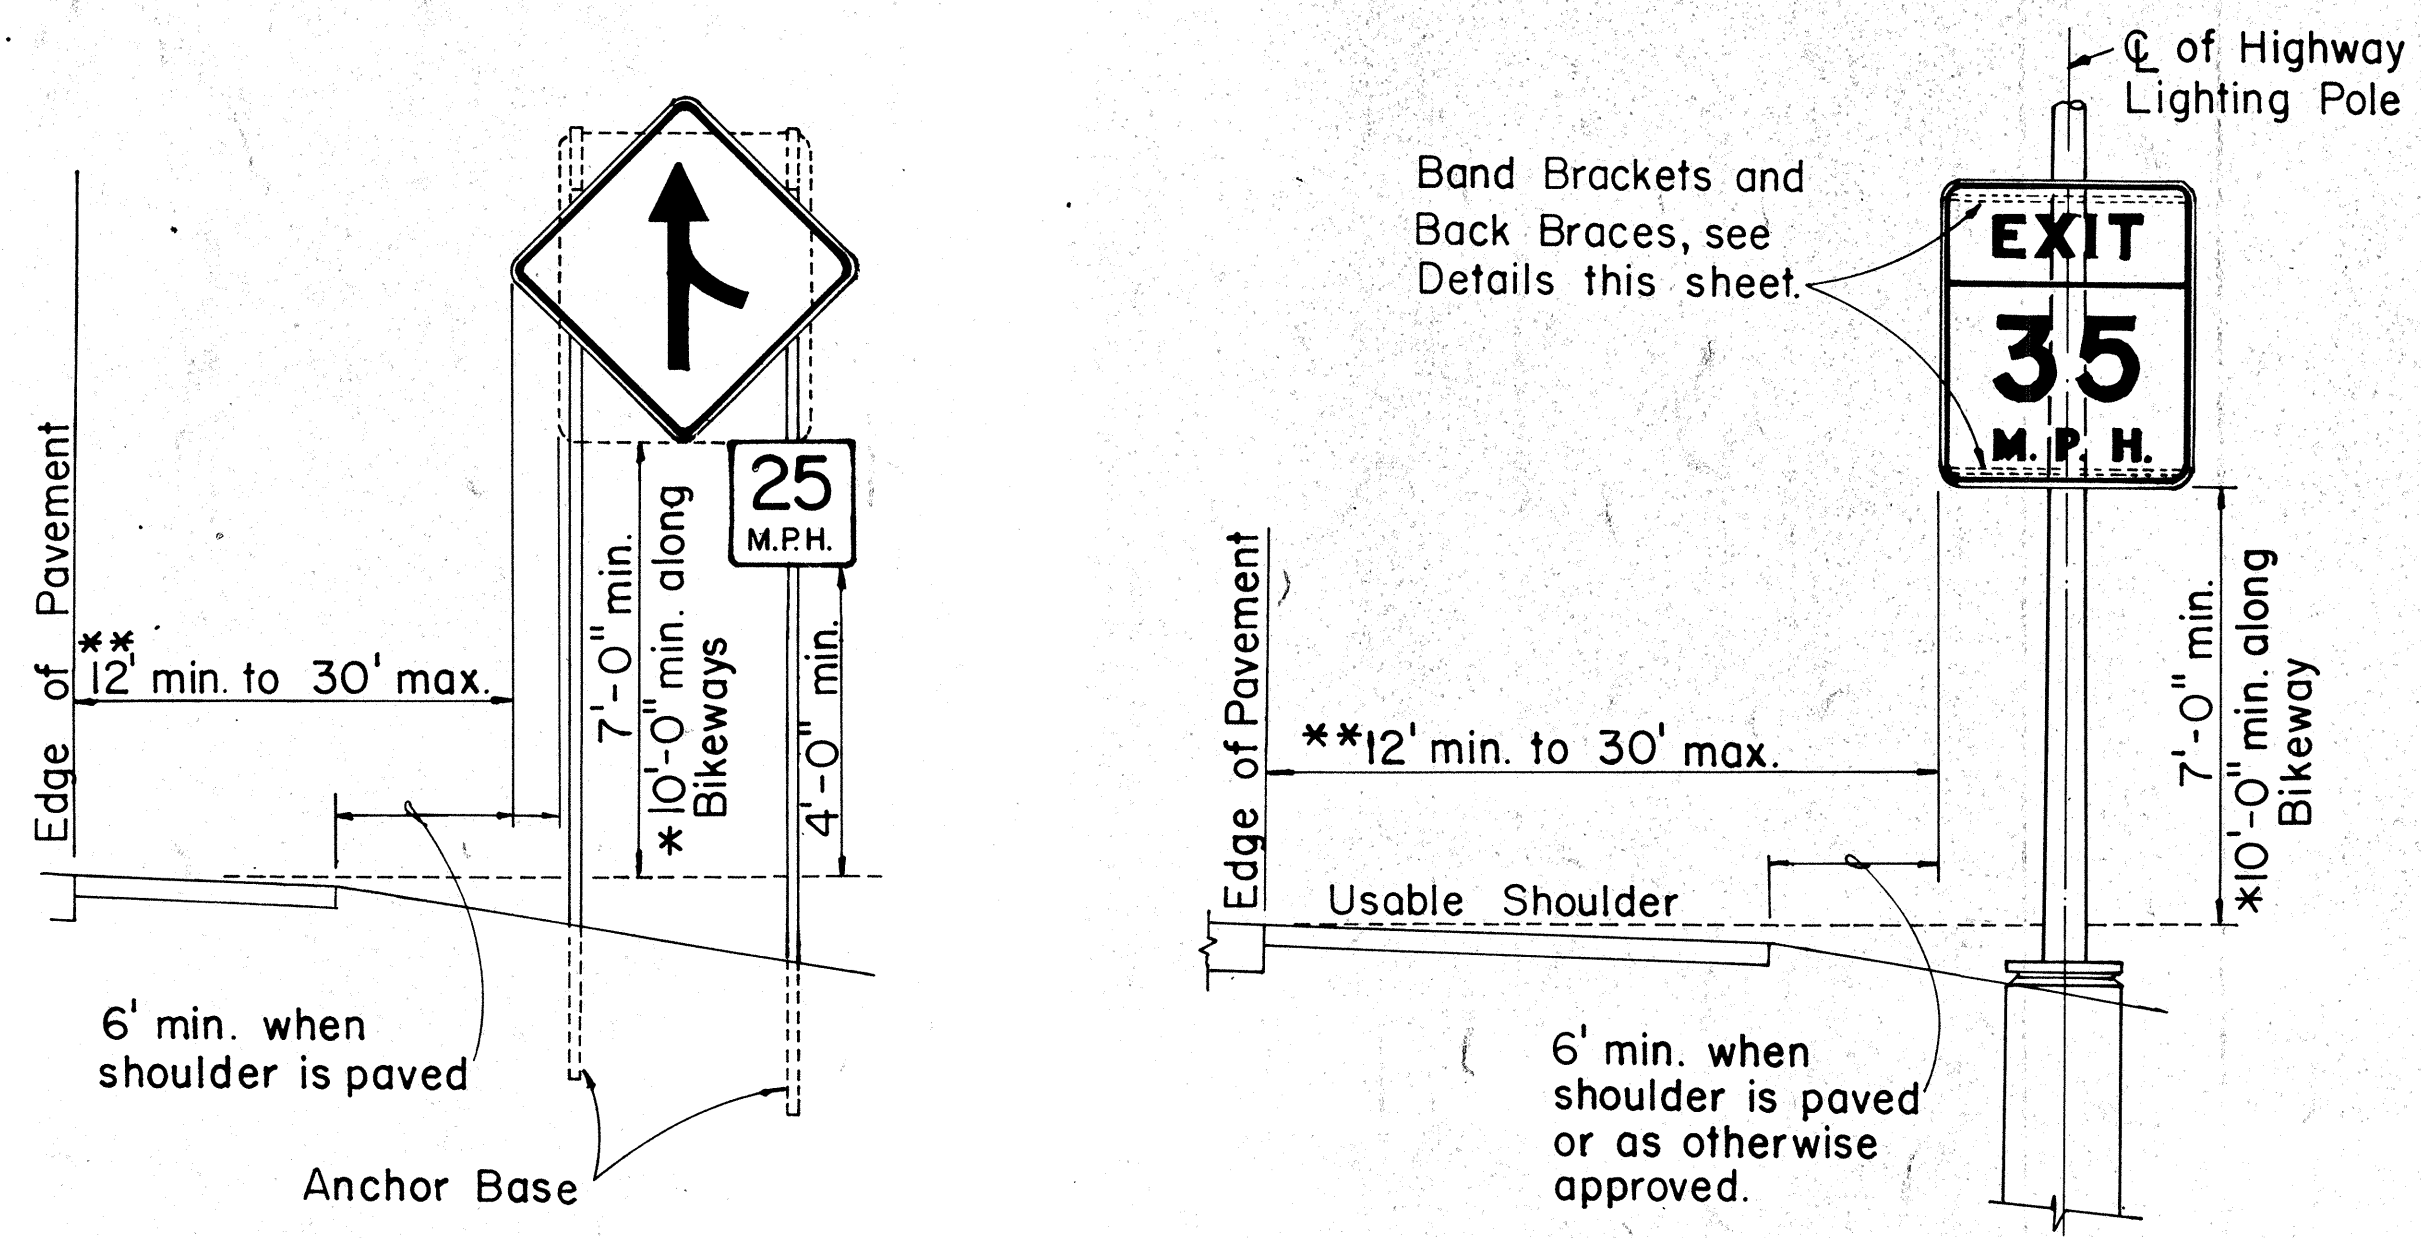 Edge of Pavement
**
12' min. to 30' max.
7'-0" min.
*10'-0" min. along
Bikeways
25
M.P.H.
4'-0" min.
6' min. when
shoulder is paved
Anchor Base
℄ of Highway
Lighting Pole
Band Brackets and
Back Braces, see
Details this sheet.
EXIT
35
M.P.H.
Edge of Pavement
**12' min. to 30' max.
7'-0" min.
*10'-0" min. along
Bikeway
Usable Shoulder
6' min. when
shoulder is paved
or as otherwise
approved.